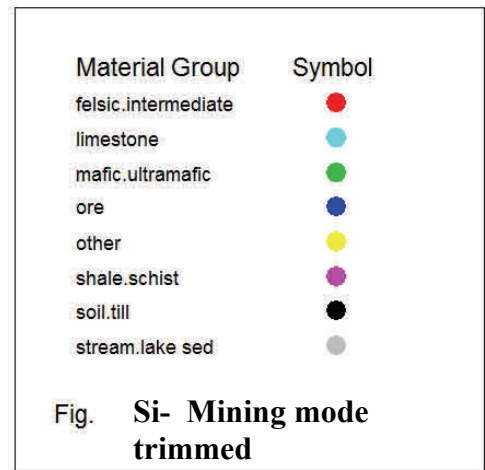 Material Group Symbol
felsic.intermediate
limestone
mafic.ultramafic
ore
other
shale.schist
soil.till
stream.lake sed
Fig. Si- Mining mode
trimmed